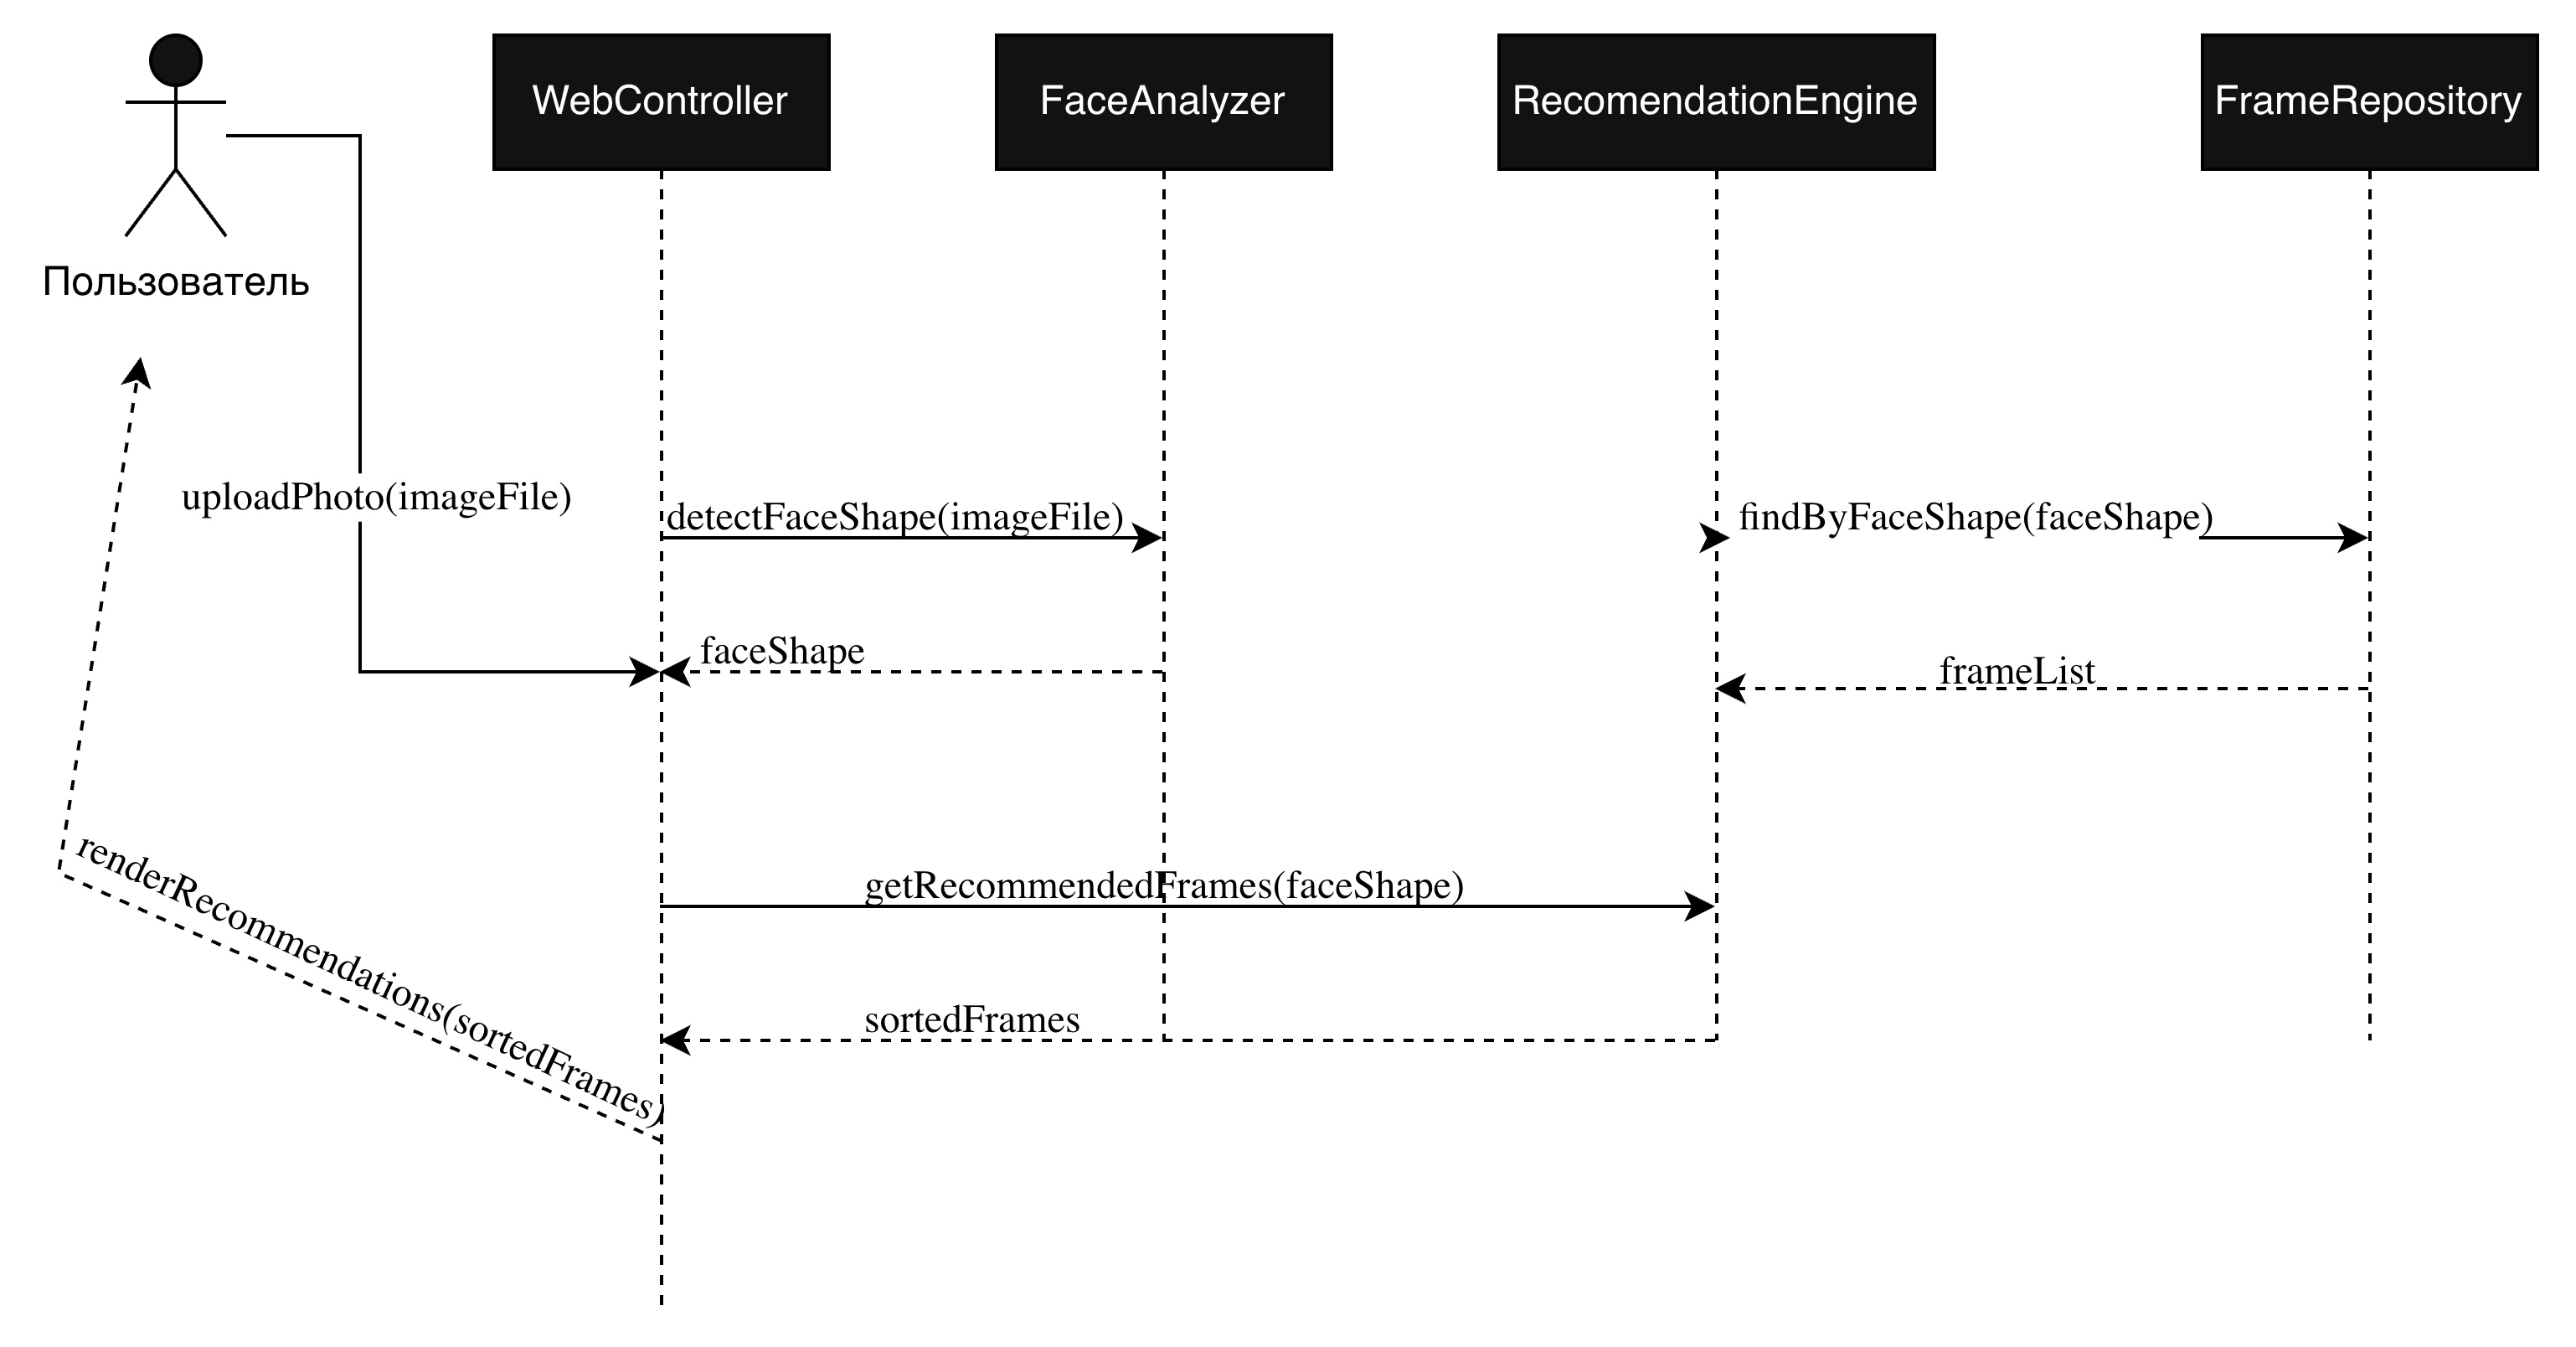 WebController
FaceAnalyzer
RecomendationEngine
FrameRepository
Пользователь
uploadPhoto(imageFile)
detectFaceShape(imageFile)
findByFaceShape(faceShape)
faceShape
frameList
getRecommendedFrames(faceShape)
renderRecommendations(sortedFrames)
sortedFrames